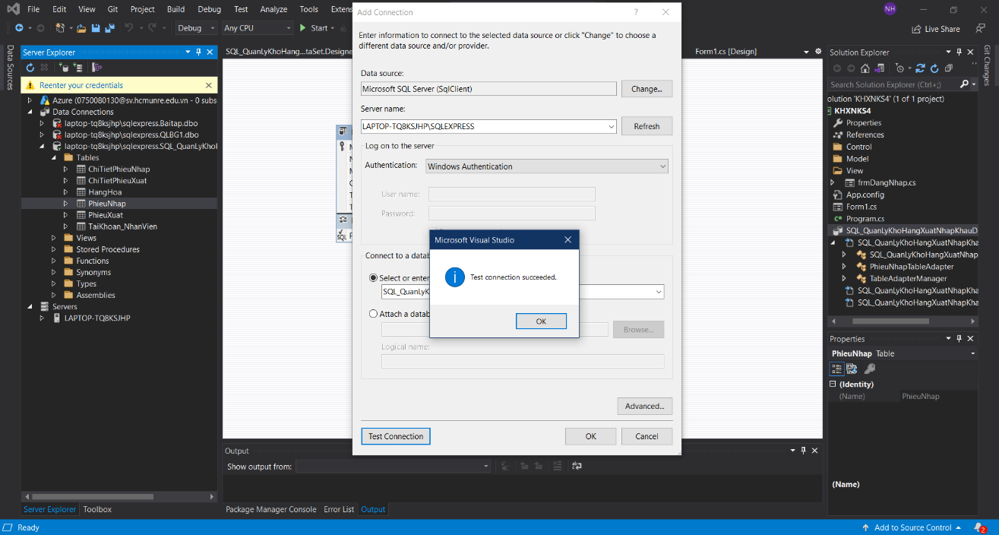 File Edit View Git Project Build Debug Test Analyze Tools Extens
NH
Debug Any CPU Start
Live Share
Data Sources
Server Explorer
Reenter your credentials
Azure (0750080130@sv.hcmunre.edu.vn - 0 subs
Data Connections
laptop-tq8ksjhp\sqlexpress.Baitap.dbo
laptop-tq8ksjhp\sqlexpress.QLBG1.dbo
laptop-tq8ksjhp\sqlexpress.SQL_QuanLyKhoI
Tables
ChiTietPhieuNhap
ChiTietPhieuXuat
HangHoa
PhieuNhap
PhieuXuat
TaiKhoan_NhanVien
Views
Stored Procedures
Functions
Synonyms
Types
Assemblies
Servers
LAPTOP-TQ8KSJHP
Server Explorer Toolbox
SQL_QuanLyKhoHang...taSet.Designe
Form1.cs [Design]
Add Connection
?
Enter information to connect to the selected data source or click "Change" to choose a
different data source and/or provider.
Data source:
Microsoft SQL Server (SqlClient)
Change...
Server name:
LAPTOP-TQ8KSJHP\SQLEXPRESS
Refresh
Log on to the server
Authentication: Windows Authentication
User name:
Password:
Connect to a datab
Select or enter
SQL_QuanLyK
Attach a datab
Browse...
Logical name:
Advanced...
Test Connection OK Cancel
Microsoft Visual Studio
Test connection succeeded.
OK
SQL
Output
Show output from:
Package Manager Console Error List Output
Solution Explorer
Search Solution Explorer (Ctrl+;)
olution 'KHXNKS4' (1 of 1 project)
KHXNKS4
Properties
References
Control
Model
View
frmDangNhap.cs
App.config
Form1.cs
Program.cs
SQL_QuanLyKhoHangXuatNhapKhauD
SQL_QuanLyKhoHangXuatNhapKha
SQL_QuanLyKhoHangXuatNhap
PhieuNhapTableAdapter
TableAdapterManager
SQL_QuanLyKhoHangXuatNhapKha
SQL_QuanLyKhoHangXuatNhapKha
Git Changes
Properties
PhieuNhap Table
(Identity)
(Name) PhieuNhap
(Name)
Ready
Add to Source Control
2